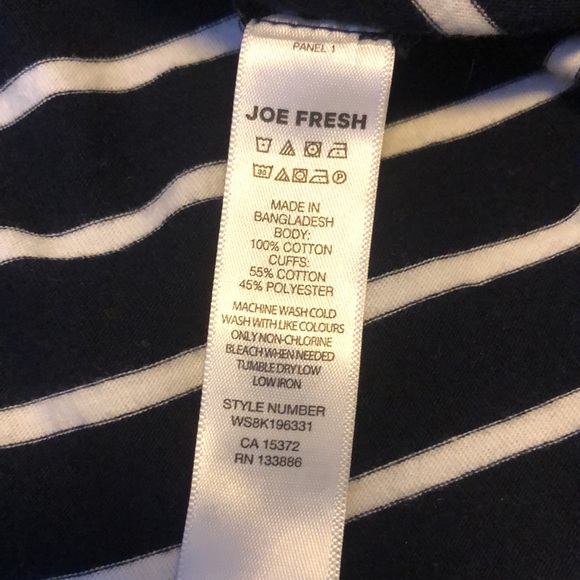 PANEL 1
JOE FRESH
30 P
MADE IN
BANGLADESH
BODY:
100% COTTON
CUFFS:
55% COTTON
45% POLYESTER
MACHINE WASH COLD
WASH WITH LIKE COLOURS
ONLY NON-CHLORINE
BLEACH WHEN NEEDED
TUMBLE DRY LOW
LOW IRON
STYLE NUMBER
WS8K196331
CA 15372
RN 133886